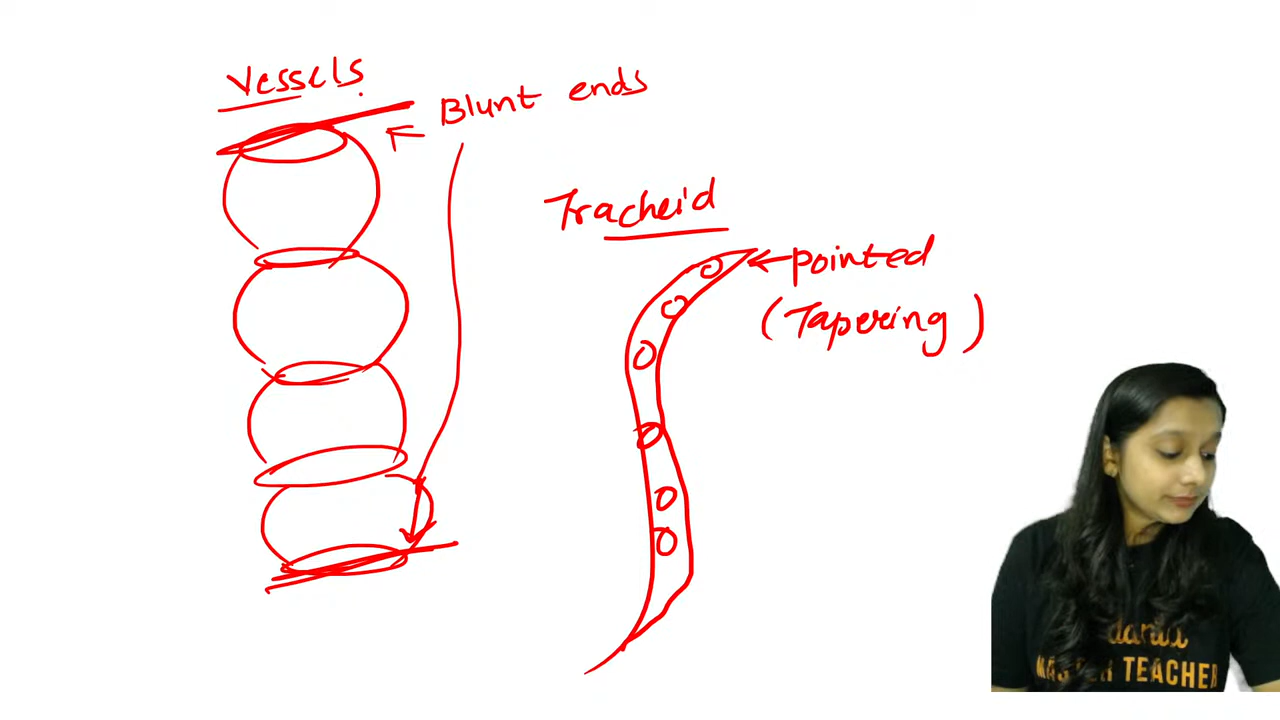 Vessels
Blunt ends
Tracheid
pointed
(Tapering)
MASTER TEACHER